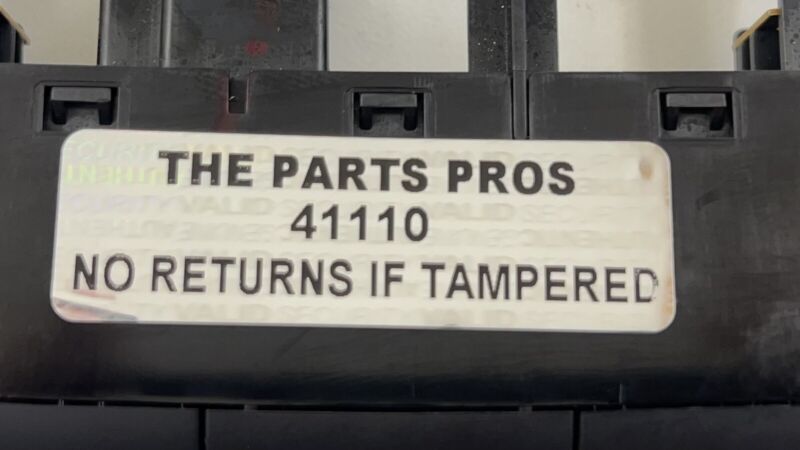 THE PARTS PROS
41110
NO RETURNS IF TAMPERED